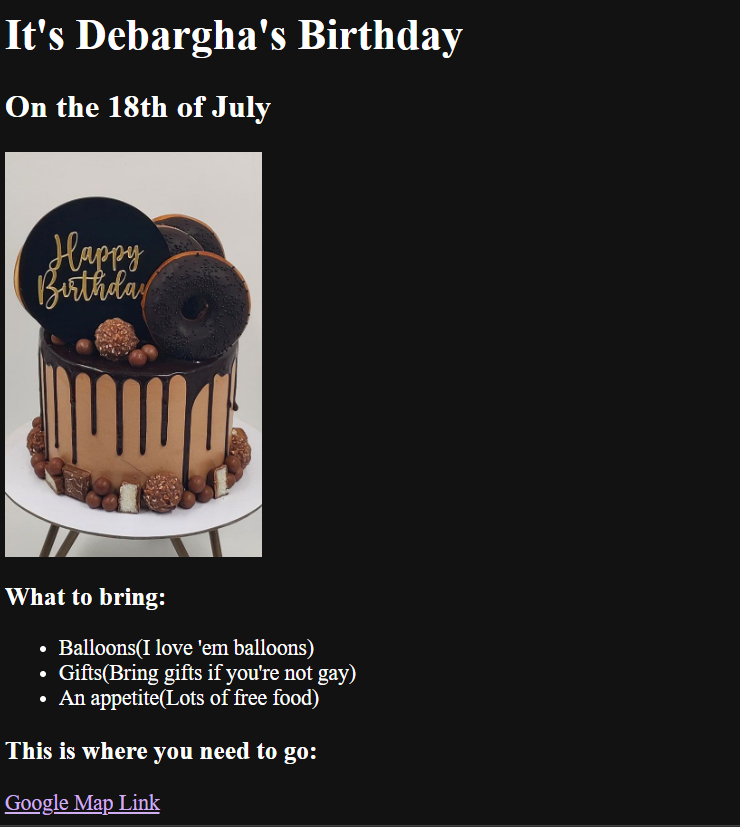 It's Debargha's Birthday
On the 18th of July
Happy
Birthday
What to bring:
Balloons(I love 'em balloons)
Gifts(Bring gifts if you're not gay)
An appetite(Lots of free food)
This is where you need to go:
Google Map Link